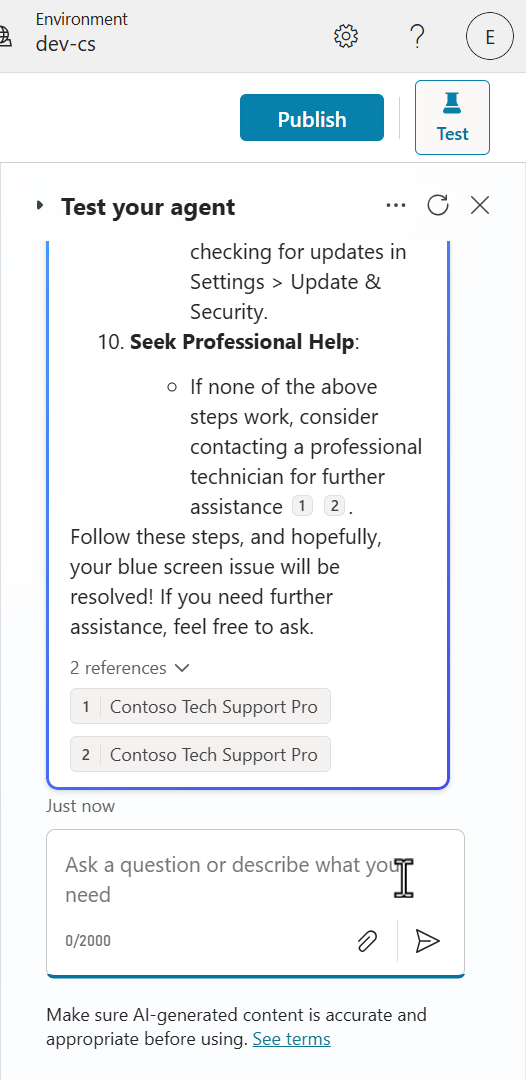 Environment
dev-cs
E
Publish
Test
Test your agent
checking for updates in
Settings > Update &
Security.
10. Seek Professional Help:
If none of the above
steps work, consider
contacting a professional
technician for further
assistance 1 2 .
Follow these steps, and hopefully,
your blue screen issue will be
resolved! If you need further
assistance, feel free to ask.
2 references
1 Contoso Tech Support Pro
2 Contoso Tech Support Pro
Just now
Ask a question or describe what you
need
0/2000
Make sure AI-generated content is accurate and
appropriate before using. See terms